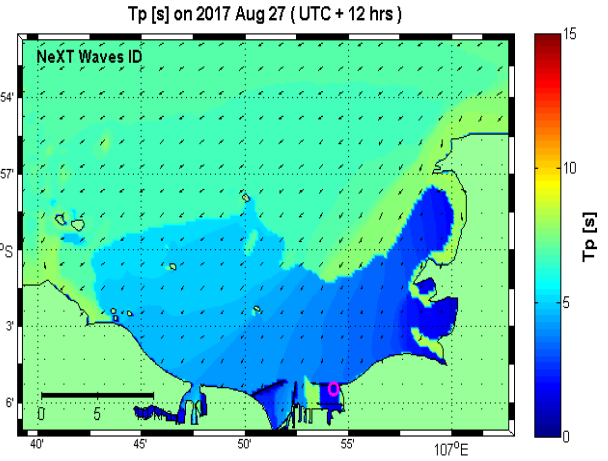 Tp [s] on 2017 Aug 27 ( UTC + 12 hrs )
NeXT Waves ID
54'
57'
°S
3'
6'
0 5
40' 45' 50' 55' 107°E
15
10
5
0
Tp [s]